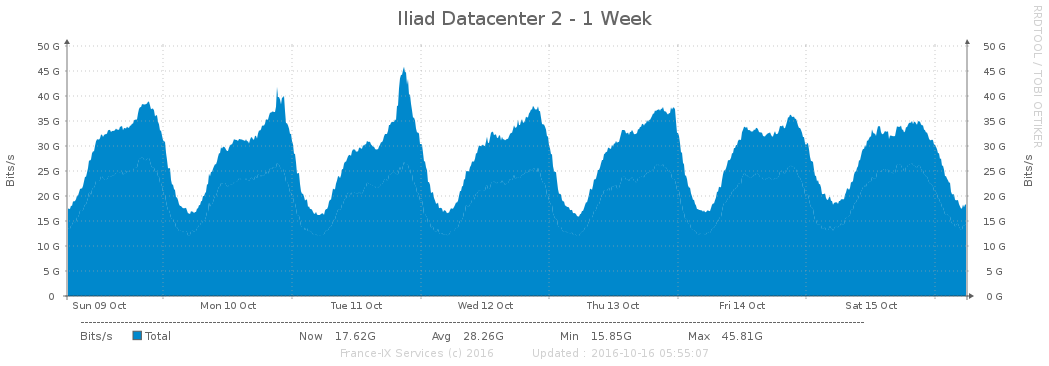 Iliad Datacenter 2 - 1 Week
RRDTOOL / TOBI OETIKER
50 G 50 G
45 G 45 G
40 G 40 G
35 G 35 G
30 G 30 G
25 G 25 G
20 G 20 G
15 G 15 G
10 G 10 G
5 G 5 G
0 0 G
Bits/s
Bits/s
Sun 09 Oct Mon 10 Oct Tue 11 Oct Wed 12 Oct Thu 13 Oct Fri 14 Oct Sat 15 Oct
Bits/s Total Now 17.62G Avg 28.26G Min 15.85G Max 45.81G
France-IX Services (c) 2016 Updated : 2016-10-16 05:55:07